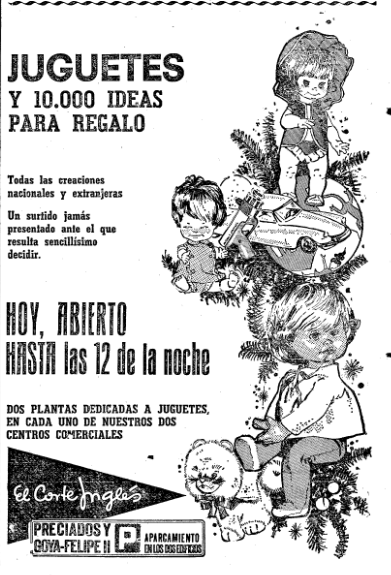 JUGUETES
Y 10.000 IDEAS
PARA REGALO
Todas las creaciones
nacionales y extranjeras
Un surtido jamás
presentado ante el que
resulta sencillísimo
decidir.
HOY, ABIERTO
HASTA las 12 de la noche
DOS PLANTAS DEDICADAS A JUGUETES,
EN CADA UNO DE NUESTROS DOS
CENTROS COMERCIALES
El Corte Inglés
PRECIADOS Y
GOYA-FELIPE II
P
APARCAMIENTO
EN LOS DOS EDIFICIOS